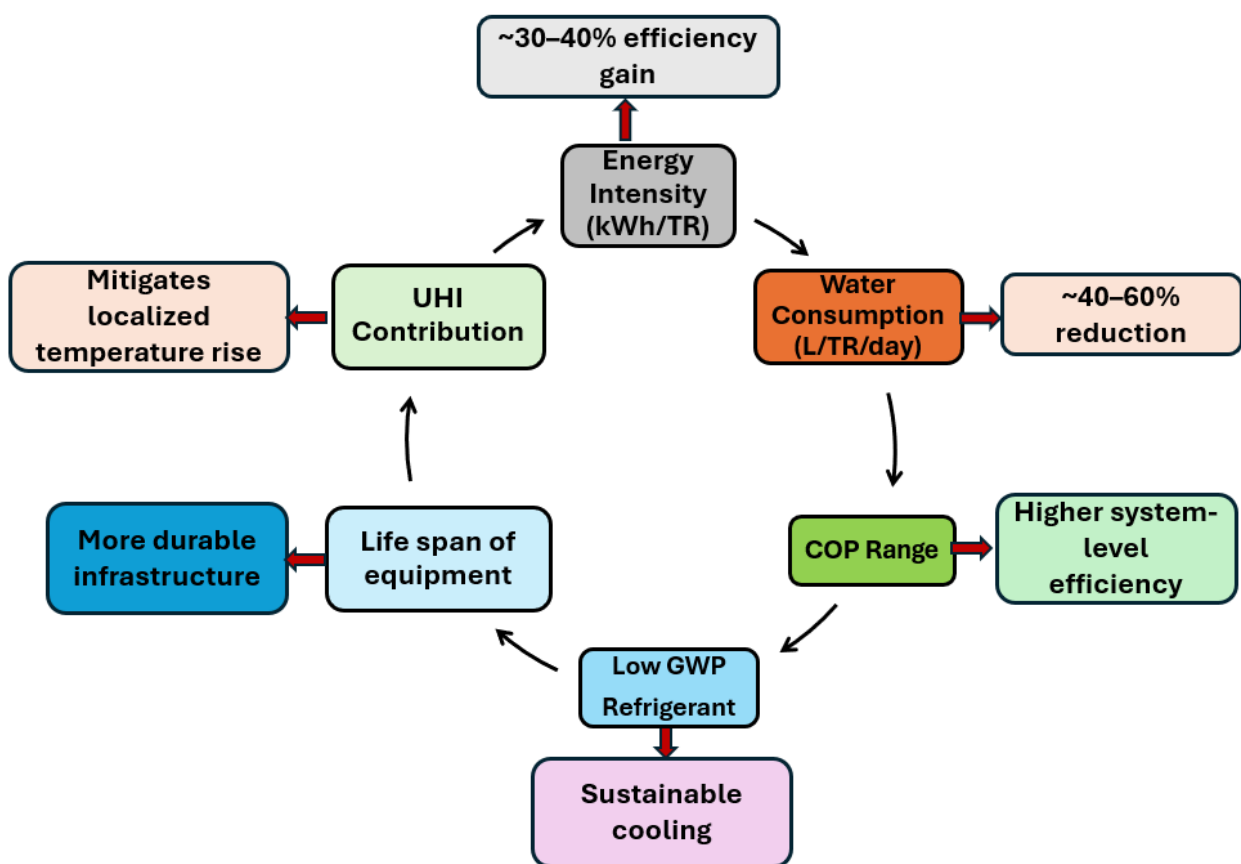 ~30–40% efficiency
gain
Energy
Intensity
(kWh/TR)
Water
Consumption
(L/TR/day)
~40–60%
reduction
COP Range
Higher system-
level
efficiency
Low GWP
Refrigerant
Sustainable
cooling
Life span of
equipment
More durable
infrastructure
UHI
Contribution
Mitigates
localized
temperature rise